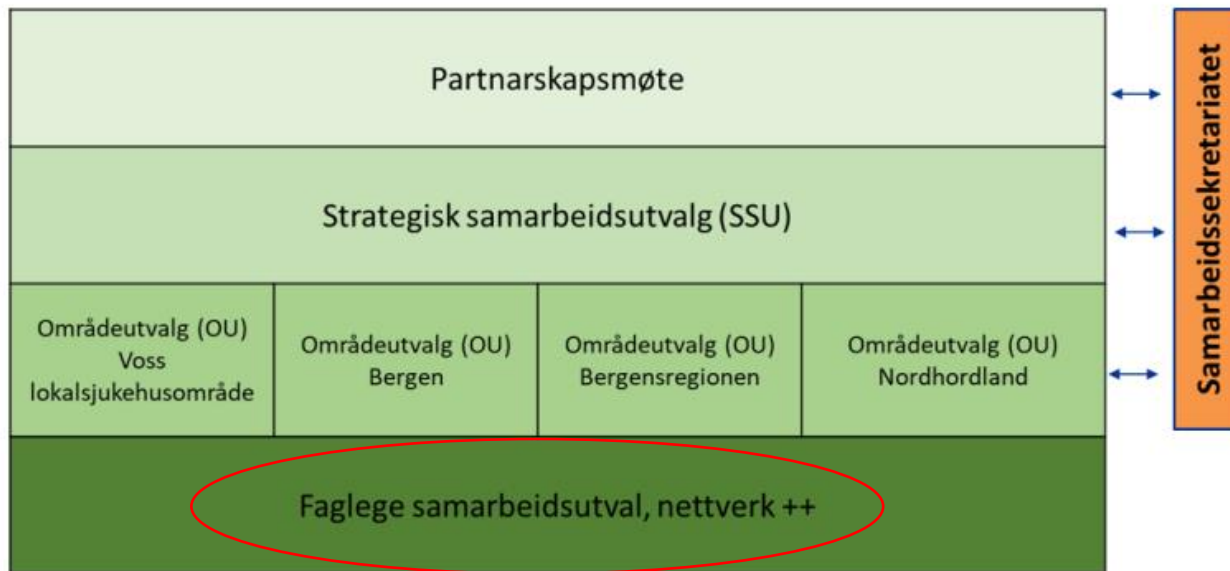 Partnarskapsmøte
Strategisk samarbeidsutvalg (SSU)
Områdeutvalg (OU)
Voss
lokalsjukehusområde
Områdeutvalg (OU)
Bergen
Områdeutvalg (OU)
Bergensregionen
Områdeutvalg (OU)
Nordhordland
Faglege samarbeidsutval, nettverk ++
Samarbeidssekretariatet